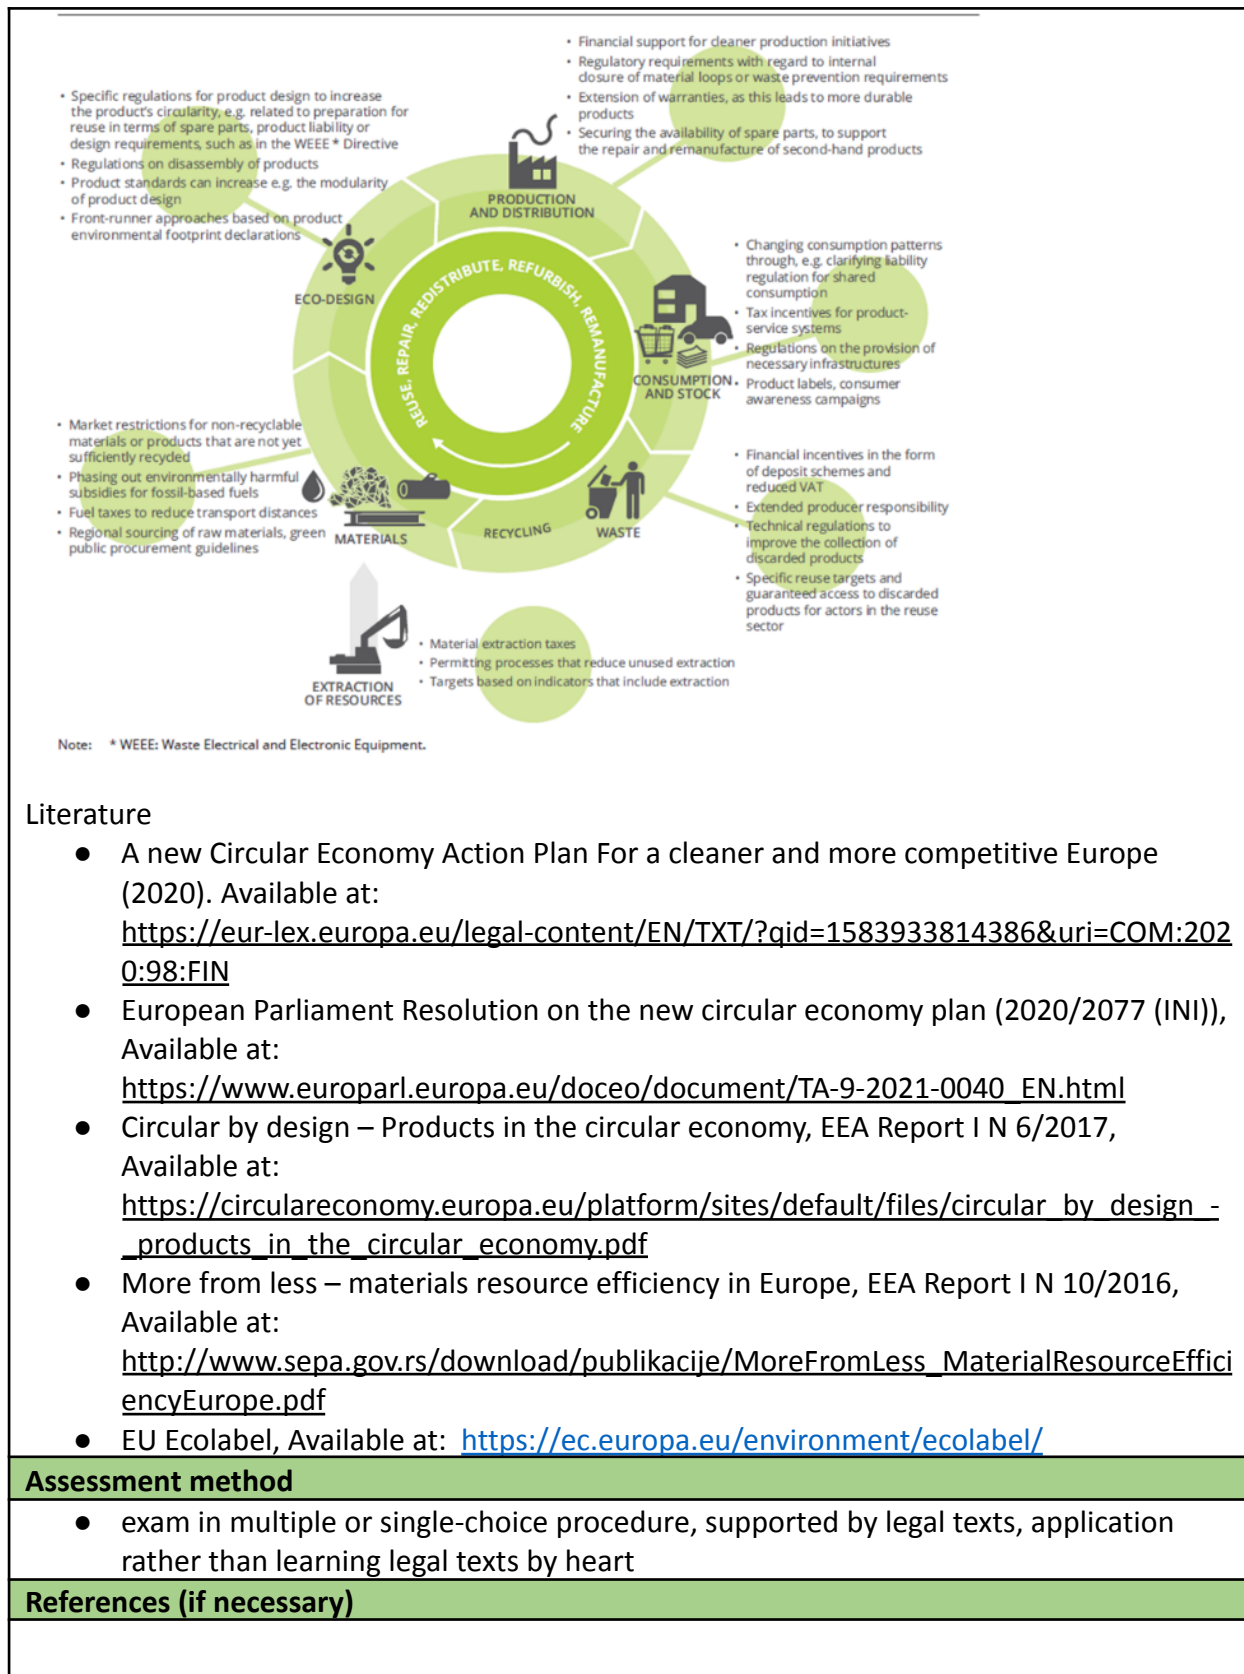 • Financial support for cleaner production initiatives
• Regulatory requirements with regard to internal
closure of material loops or waste prevention requirements
• Extension of warranties, as this leads to more durable
products
• Securing the availability of spare parts, to support
the repair and remanufacture of second-hand products
• Specific regulations for product design to increase
the product's circularity, e.g. related to preparation for
reuse in terms of spare parts, product liability or
design requirements, such as in the WEEE * Directive
• Regulations on disassembly of products
• Product standards can increase e.g. the modularity
of product design
• Front-runner approaches based on product
environmental footprint declarations
PRODUCTION
AND DISTRIBUTION
ECO-DESIGN
REUSE, REPAIR, REDISTRIBUTE, REFURBISH, REMANUFACTURE
• Changing consumption patterns
through, e.g. clarifying liability
regulation for shared
consumption
• Tax incentives for product-
service systems
• Regulations on the provision of
necessary infrastructures
• Product labels, consumer
awareness campaigns
CONSUMPTION
AND STOCK
• Market restrictions for non-recyclable
materials or products that are not yet
sufficiently recycled
• Phasing out environmentally harmful
subsidies for fossil-based fuels
• Fuel taxes to reduce transport distances
• Regional sourcing of raw materials, green
public procurement guidelines
MATERIALS
RECYCLING
WASTE
• Financial incentives in the form
of deposit schemes and
reduced VAT
• Extended producer responsibility
• Technical regulations to
improve the collection of
discarded products
• Specific reuse targets and
guaranteed access to discarded
products for actors in the reuse
sector
• Material extraction taxes
• Permitting processes that reduce unused extraction
• Targets based on indicators that include extraction
EXTRACTION
OF RESOURCES
Note: * WEEE: Waste Electrical and Electronic Equipment.
Literature
● A new Circular Economy Action Plan For a cleaner and more competitive Europe
(2020). Available at:
https://eur-lex.europa.eu/legal-content/EN/TXT/?qid=1583933814386&uri=COM:202
0:98:FIN
● European Parliament Resolution on the new circular economy plan (2020/2077 (INI)),
Available at:
https://www.europarl.europa.eu/doceo/document/TA-9-2021-0040_EN.html
● Circular by design – Products in the circular economy, EEA Report I N 6/2017,
Available at:
https://circulareconomy.europa.eu/platform/sites/default/files/circular_by_design_-
_products_in_the_circular_economy.pdf
● More from less – materials resource efficiency in Europe, EEA Report I N 10/2016,
Available at:
http://www.sepa.gov.rs/download/publikacije/MoreFromLess_MaterialResourceEffici
encyEurope.pdf
● EU Ecolabel, Available at: https://ec.europa.eu/environment/ecolabel/
Assessment method
● exam in multiple or single-choice procedure, supported by legal texts, application
rather than learning legal texts by heart
References (if necessary)